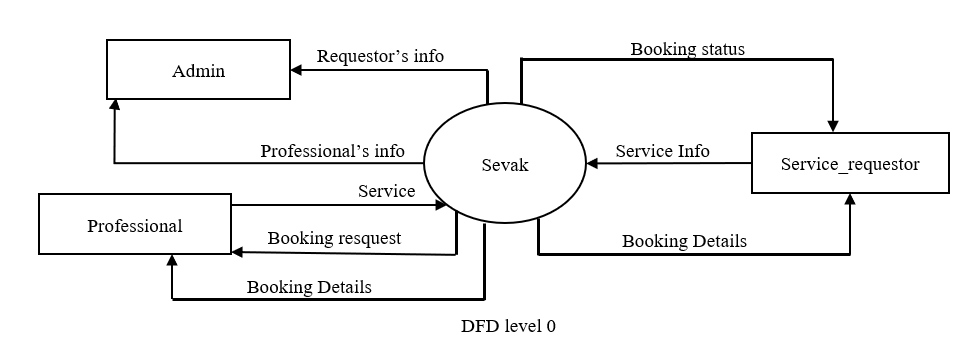 Booking status
Requestor's info
Admin
Professional's info
Sevak
Service Info
Service_requestor
Service
Professional
Booking resquest
Booking Details
Booking Details
DFD level 0